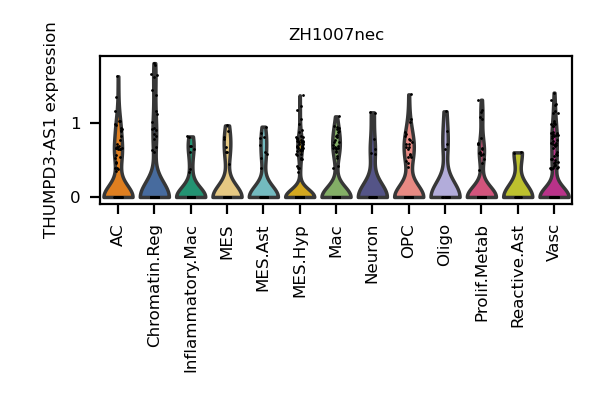 ZH1007nec
THUMPD3-AS1 expression
1
0
AC
Chromatin.Reg
Inflammatory.Mac
MES
MES.Ast
MES.Hyp
Mac
Neuron
OPC
Oligo
Prolif.Metab
Reactive.Ast
Vasc